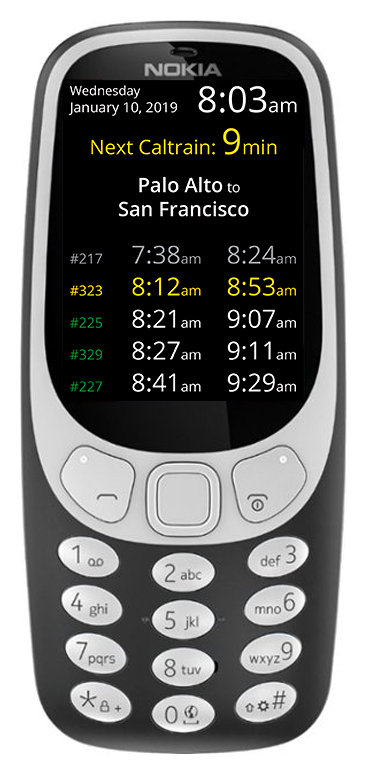 NOKIA
Wednesday
January 10, 2019
8:03am
Next Caltrain: 9min
Palo Alto to
San Francisco
#217 7:38am 8:24am
#323 8:12am 8:53am
#225 8:21am 9:07am
#329 8:27am 9:11am
#227 8:41am 9:29am
1 2 abc def 3
4 ghi 5 jkl mno 6
7 pqrs 8 tuv wxyz 9
* + 0 #